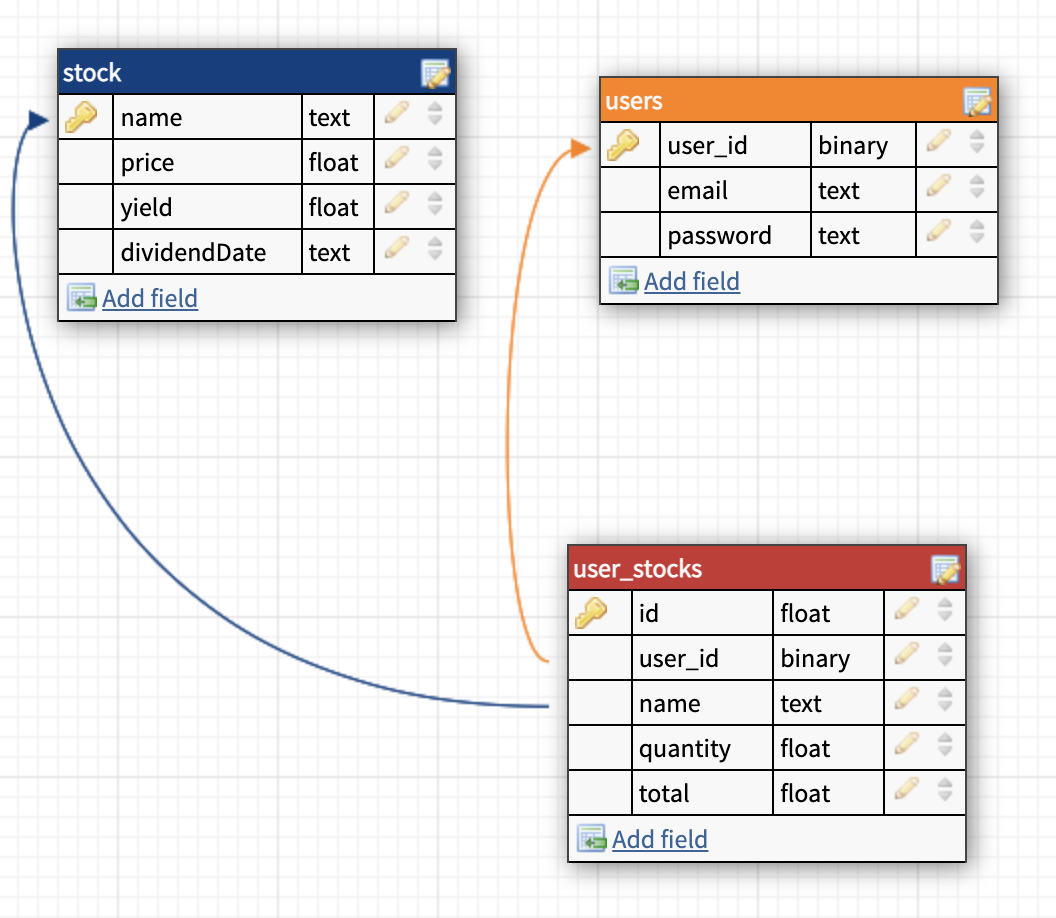 stock
name text
price float
yield float
dividendDate text
Add field
users
user_id binary
email text
password text
Add field
user_stocks
id float
user_id binary
name text
quantity float
total float
Add field